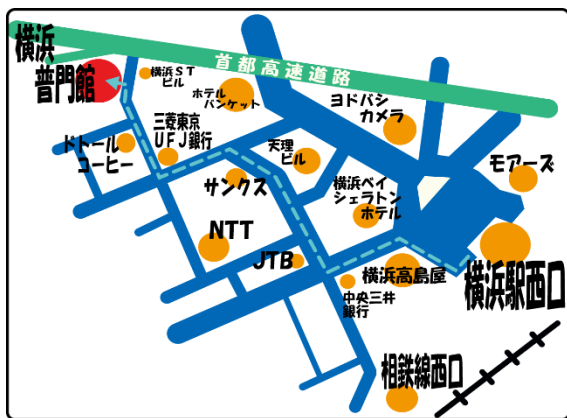 首都高速道路
横浜
普門館
横浜ST
ビル
ホテル
バンケット
ヨドバシ
カメラ
ドトール
コーヒー
三菱東京
UFJ銀行
天理
ビル
モアーズ
サンクス
横浜ベイ
シェラトン
ホテル
NTT
JTB
横浜高島屋
横浜駅西口
中央三井
銀行
相鉄線西口